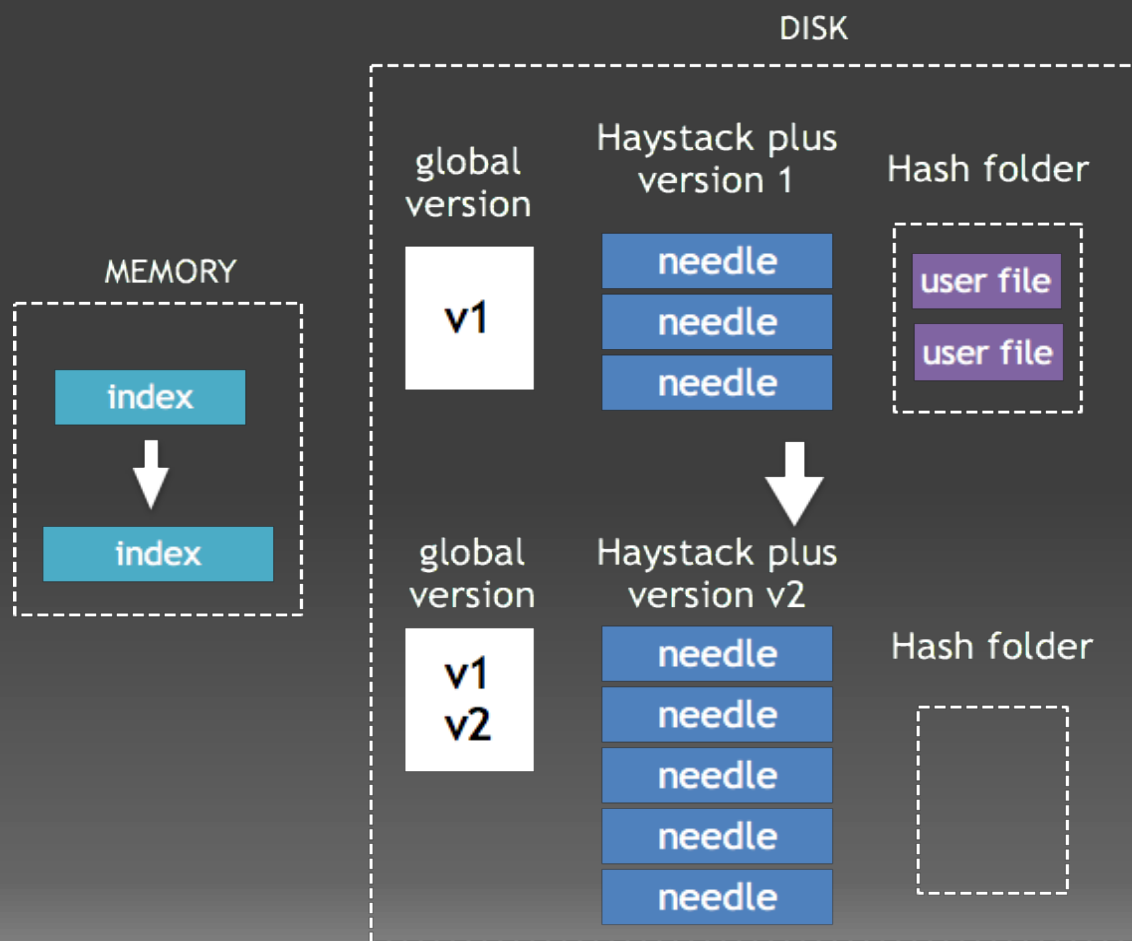 DISK
MEMORY
index
index
global
version
v1
Haystack plus
version 1
needle
needle
needle
Hash folder
user file
user file
global
version
v1
v2
Haystack plus
version v2
needle
needle
needle
needle
needle
Hash folder